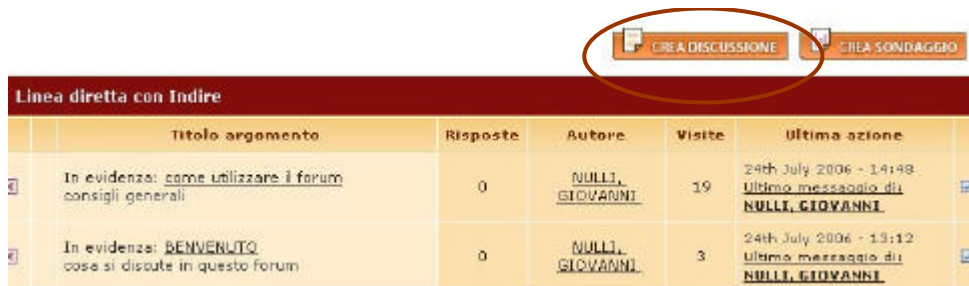 CREA DISCUSSIONE CREA SONDAGGIO
Linea diretta con Indire
Titolo argomento Risposte Autore Visite Ultima azione
In evidenza: come utilizzare il forum
consigli generali
0
NULLI,
GIOVANNI
19
24th July 2006 - 14:48
Ultimo messaggio di:
NULLI, GIOVANNI
In evidenza: BENVENUTO
cosa si discute in questo forum
0
NULLI,
GIOVANNI
3
24th July 2006 - 13:12
Ultimo messaggio di:
NULLI, GIOVANNI